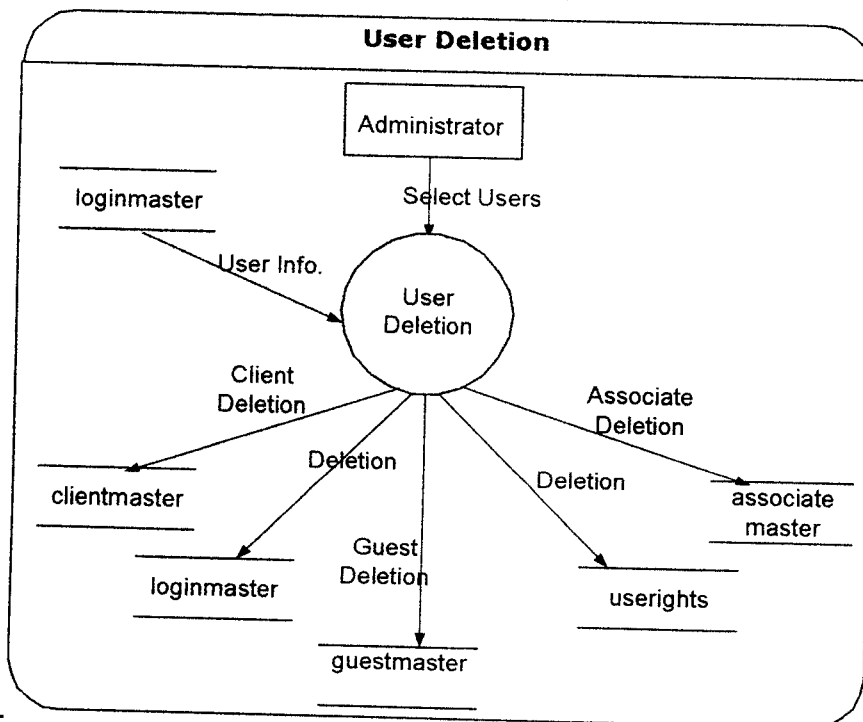 User Deletion
Administrator
loginmaster
Select Users
User Info.
User
Deletion
Client
Deletion
Associate
Deletion
Deletion
Deletion
clientmaster
associate
master
Guest
Deletion
loginmaster
userights
guestmaster